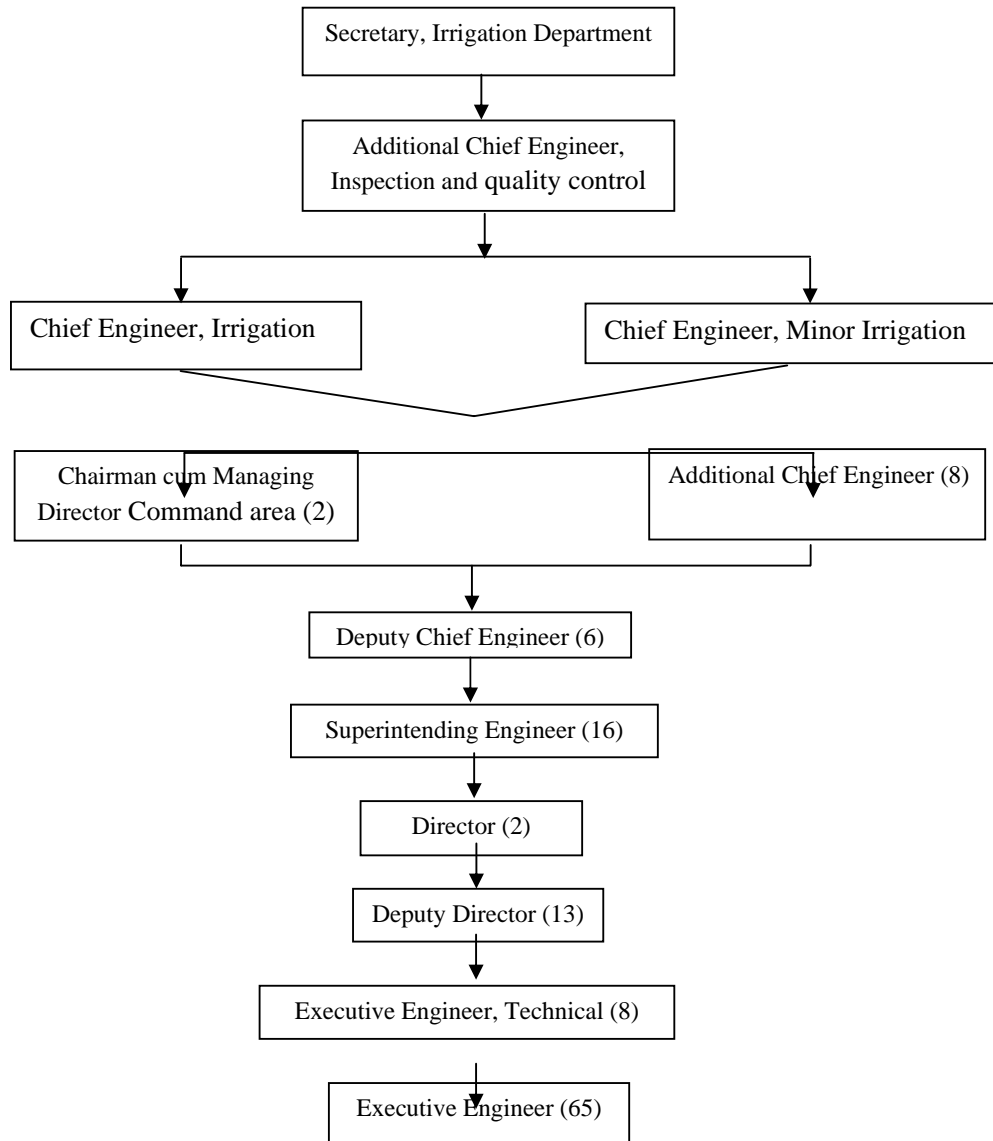 Secretary, Irrigation Department
Additional Chief Engineer,
Inspection and quality control
Chief Engineer, Irrigation
Chief Engineer, Minor Irrigation
Chairman cum Managing
Director Command area (2)
Additional Chief Engineer (8)
Deputy Chief Engineer (6)
Superintending Engineer (16)
Director (2)
Deputy Director (13)
Executive Engineer, Technical (8)
Executive Engineer (65)